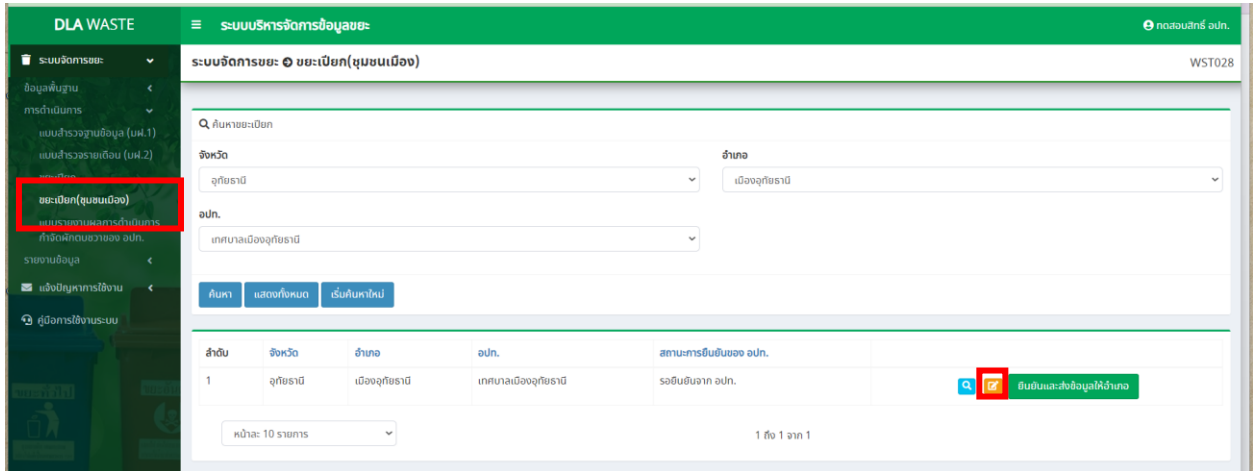 DLA WASTE
ระบบบริหารจัดการข้อมูลขยะ
ทดสอบสิทธิ์ อปท.
ระบบจัดการขยะ
ระบบจัดการขยะ ขยะเปียก(ชุมชนเมือง)
WST028
ข้อมูลพื้นฐาน
การดำเนินการ
แบบสำรวจฐานข้อมูล (มฝ.1)
แบบสำรวจรายเดือน (มฝ.2)
ขยะเปียก
ขยะเปียก(ชุมชนเมือง)
แบบรายงานผลการดำเนินการ
กำจัดผักตบชวาของ อปท.
รายงานข้อมูล
แจ้งปัญหาการใช้งาน
คู่มือการใช้งานระบบ
ค้นหาขยะเปียก
จังหวัด
อำเภอ
อุทัยธานี
เมืองอุทัยธานี
อปท.
เทศบาลเมืองอุทัยธานี
ค้นหา
แสดงทั้งหมด
เริ่มค้นหาใหม่
ลำดับ จังหวัด อำเภอ อปท. สถานะการยืนยันของ อปท.
1 อุทัยธานี เมืองอุทัยธานี เทศบาลเมืองอุทัยธานี รอยืนยันจาก อปท. ยืนยันและส่งข้อมูลให้อำเภอ
หน้าละ 10 รายการ
1 ถึง 1 จาก 1